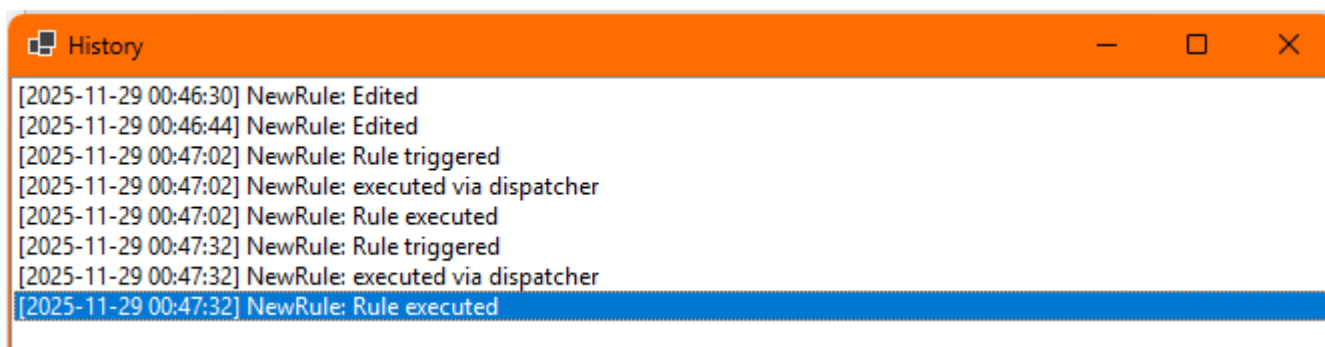 History
[2025-11-29 00:46:30] NewRule: Edited
[2025-11-29 00:46:44] NewRule: Edited
[2025-11-29 00:47:02] NewRule: Rule triggered
[2025-11-29 00:47:02] NewRule: executed via dispatcher
[2025-11-29 00:47:02] NewRule: Rule executed
[2025-11-29 00:47:32] NewRule: Rule triggered
[2025-11-29 00:47:32] NewRule: executed via dispatcher
[2025-11-29 00:47:32] NewRule: Rule executed